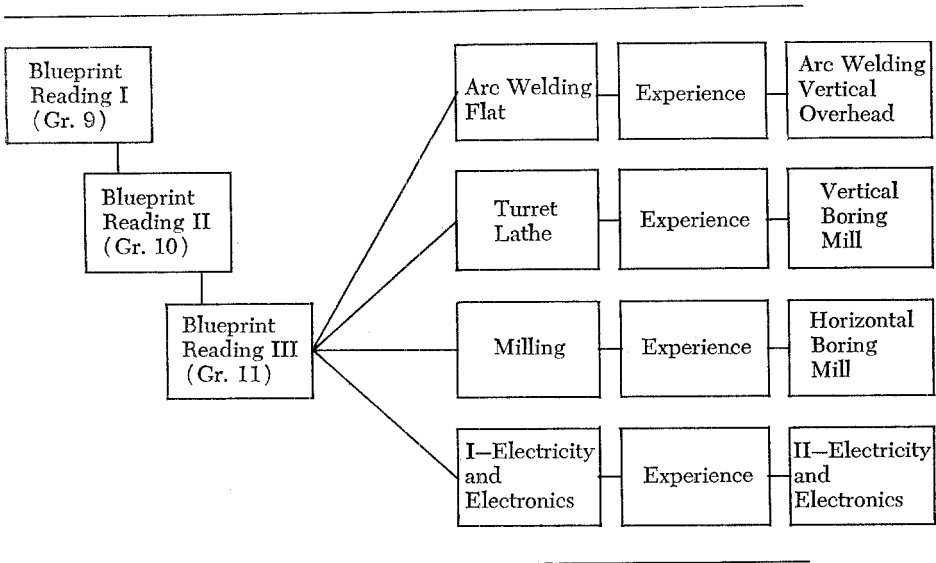 Blueprint
Reading I
(Gr. 9)
Blueprint
Reading II
(Gr. 10)
Blueprint
Reading III
(Gr. 11)
Arc Welding
Flat
Experience
Arc Welding
Vertical
Overhead
Turret
Lathe
Experience
Vertical
Boring
Mill
Milling
Experience
Horizontal
Boring
Mill
I—Electricity
and
Electronics
Experience
II—Electricity
and
Electronics